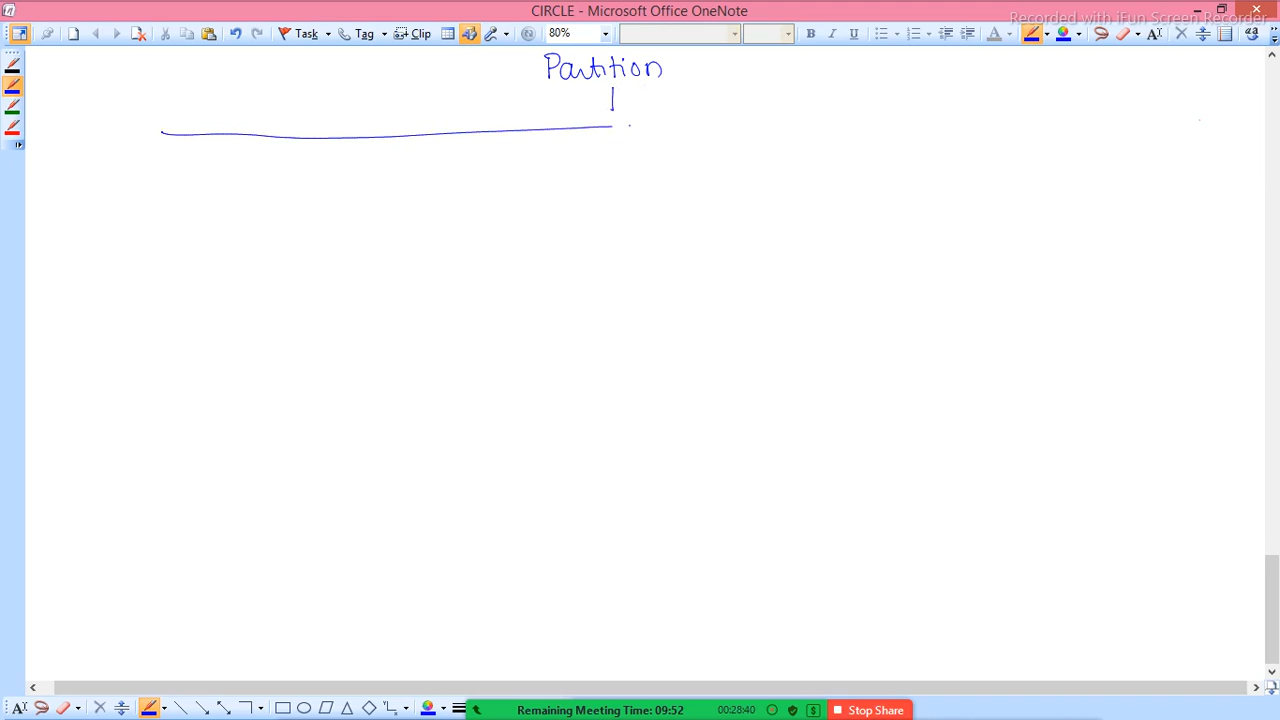 CIRCLE - Microsoft Office OneNote
Recorded with iFun Screen Recorder
Task Tag Clip 80% B I U A A aa
Partition
A Remaining Meeting Time: 09:52 00:28:40 Stop Share